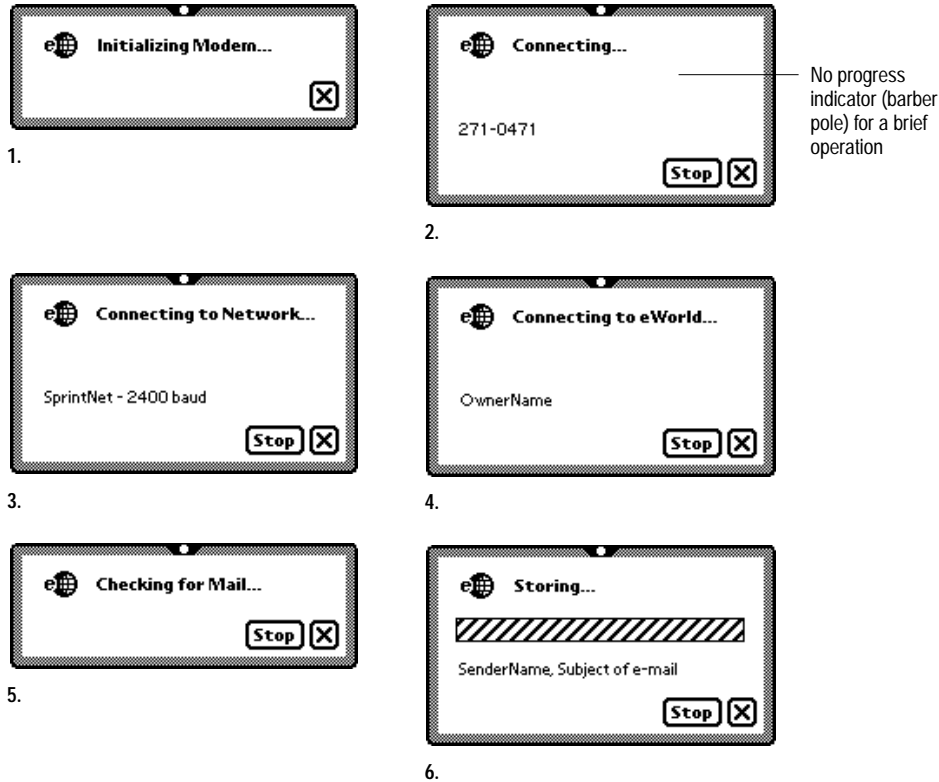 Initializing Modem...
1.
Connecting...
271-0471
Stop
No progress
indicator (barber
pole) for a brief
operation
2.
Connecting to Network...
SprintNet - 2400 baud
Stop
3.
Connecting to eWorld...
OwnerName
Stop
4.
Checking for Mail...
Stop
5.
Storing...
SenderName, Subject of e-mail
Stop
6.